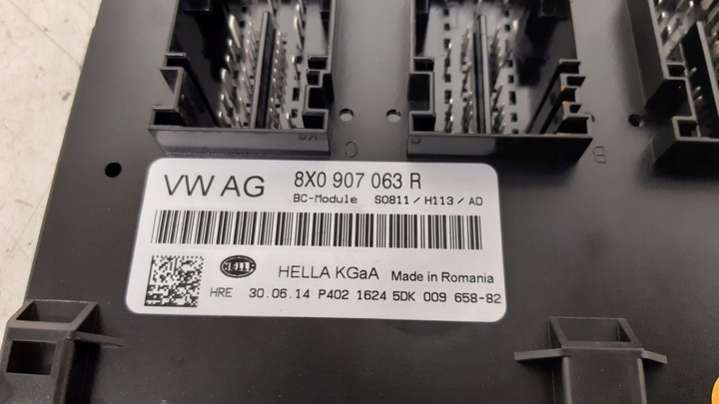 VW AG 8X0 907 063 R
BC-Module S0811/H113/AD
HELLA
HELLA KGaA Made in Romania
HRE 30.06.14 P402 1624 5DK 009 658-82
C
B